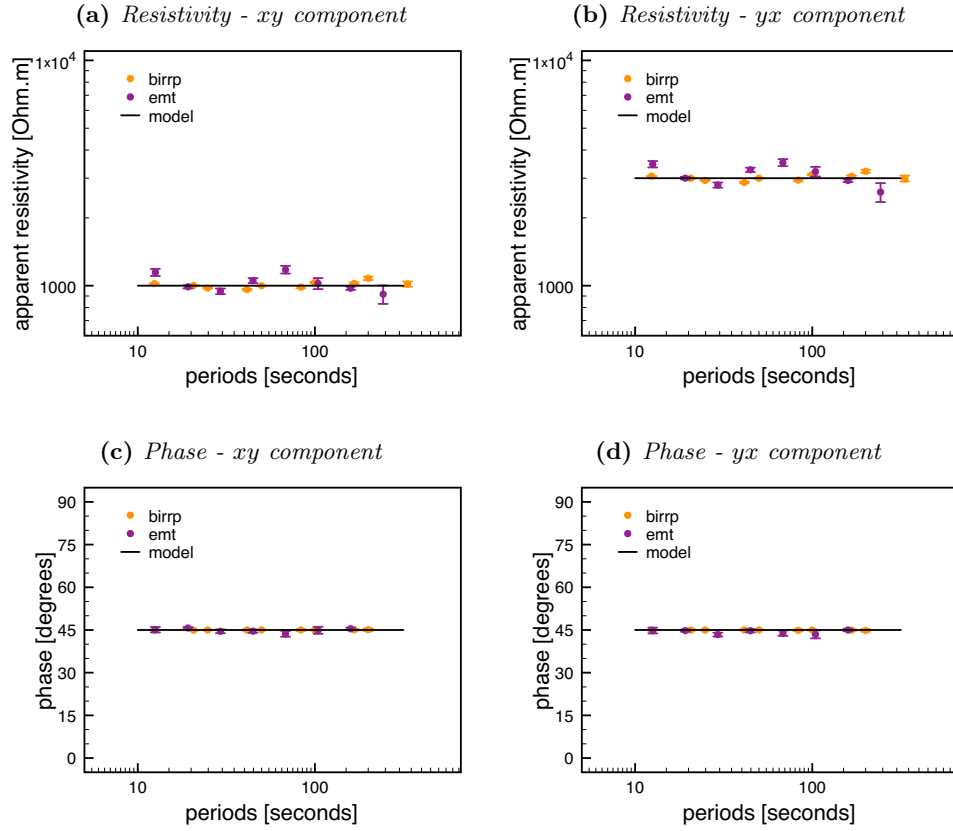 (a) Resistivity - xy component
1×10⁴
birrp
emt
model
1000
apparent resistivity [Ohm.m]
10 100
periods [seconds]
(b) Resistivity - yx component
1×10⁴
birrp
emt
model
1000
apparent resistivity [Ohm.m]
10 100
periods [seconds]
(c) Phase - xy component
90
75
60
45
30
15
0
birrp
emt
model
phase [degrees]
10 100
periods [seconds]
(d) Phase - yx component
90
75
60
45
30
15
0
birrp
emt
model
phase [degrees]
10 100
periods [seconds]